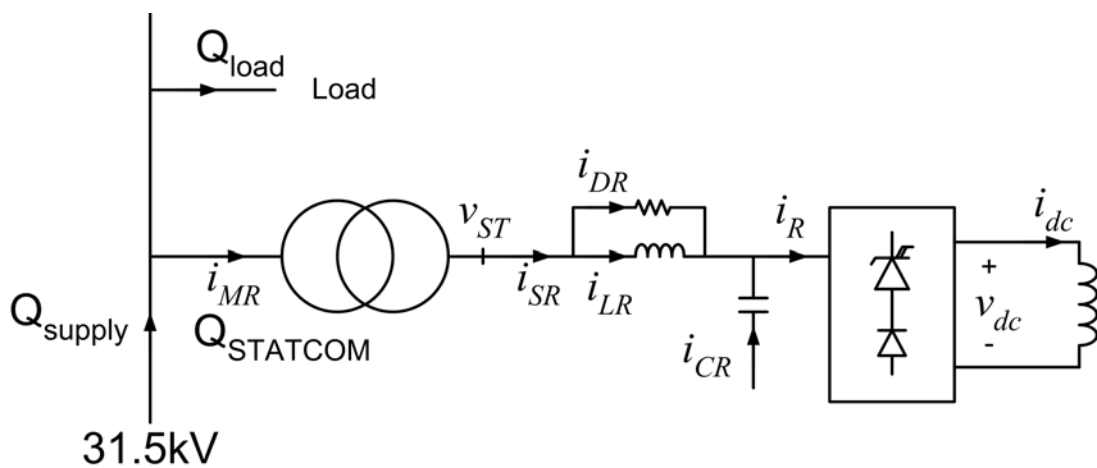 Q_load
Load
i_DR
v_ST
i_R
i_dc
i_MR
i_SR
i_LR
+
v_dc
-
Q_supply
Q_STATCOM
i_CR
31.5kV